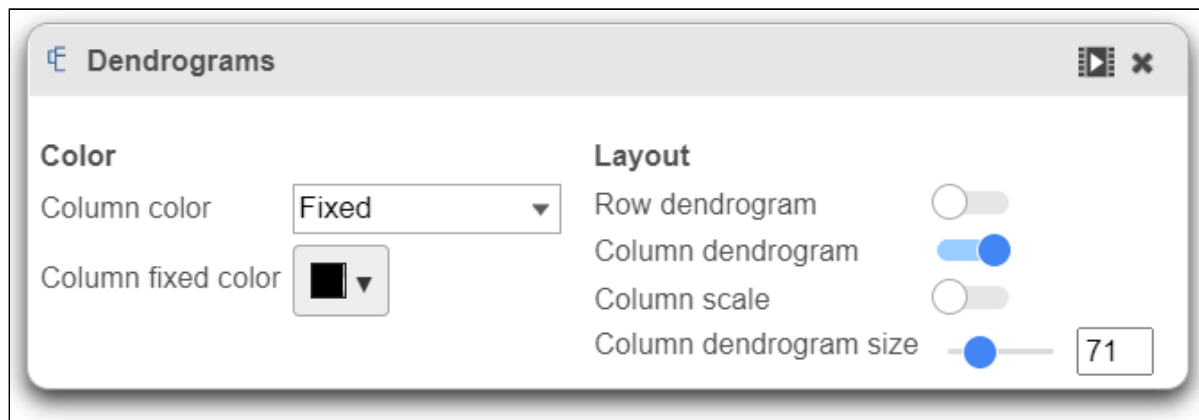 Dendrograms
Color
Column color
Fixed
Column fixed color
Layout
Row dendrogram
Column dendrogram
Column scale
Column dendrogram size
71